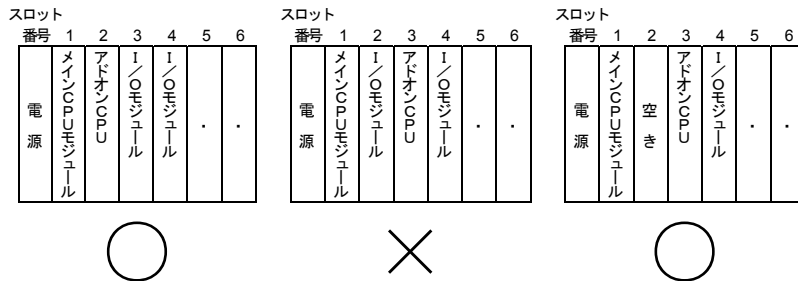 スロット
番号 1 2 3 4 5 6
電源
メインCPUモジュール
アドオンCPU
I/Oモジュール
I/Oモジュール
・
・
スロット
番号 1 2 3 4 5 6
電源
メインCPUモジュール
I/Oモジュール
アドオンCPU
I/Oモジュール
・
・
スロット
番号 1 2 3 4 5 6
電源
メインCPUモジュール
空き
アドオンCPU
I/Oモジュール
・
・